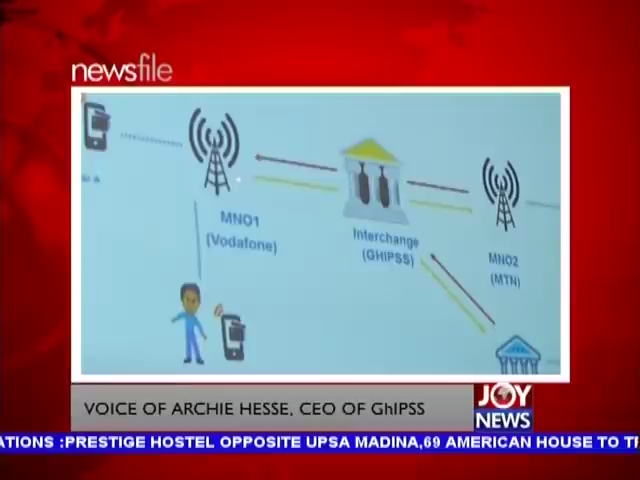 newsfile
MNO1
(Vodafone)
Interchange
(GHIPSS)
MNO2
(MTN)
VOICE OF ARCHIE HESSE, CEO OF GhIPSS
JOY
NEWS
ATIONS :PRESTIGE HOSTEL OPPOSITE UPSA MADINA,69 AMERICAN HOUSE TO